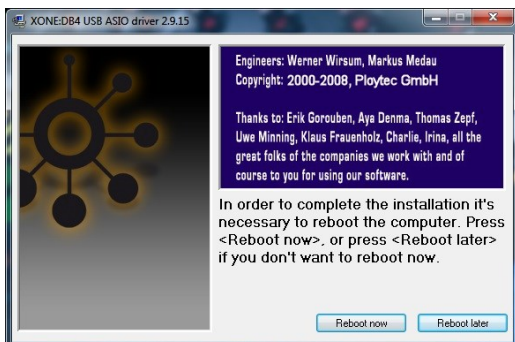 XONE:DB4 USB ASIO driver 2.9.15
Engineers: Werner Wirsum, Markus Medau
Copyright: 2000-2008, Ploytec GmbH
Thanks to: Erik Gorouben, Aya Denma, Thomas Zepf,
Uwe Minning, Klaus Frauenholz, Charlie, Irina, all the
great folks of the companies we work with and of
course to you for using our software.
In order to complete the installation it's
necessary to reboot the computer. Press
<Reboot now>, or press <Reboot later>
if you don't want to reboot now.
Reboot now
Reboot later